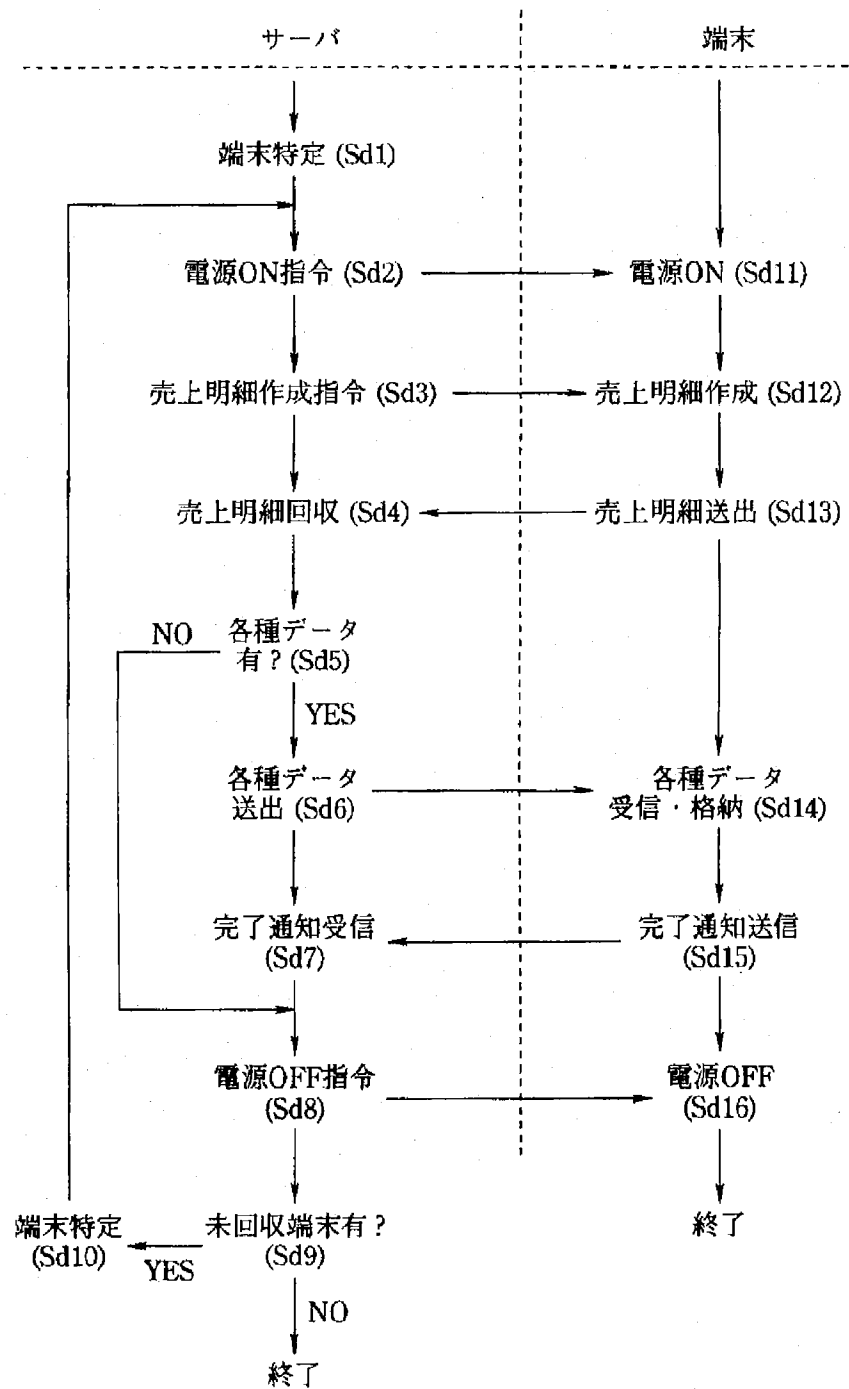 サーバ
端末
端末特定 (Sd1)
電源ON指令 (Sd2)
電源ON (Sd11)
売上明細作成指令 (Sd3)
売上明細作成 (Sd12)
売上明細回収 (Sd4)
売上明細送出 (Sd13)
NO
各種データ
有?(Sd5)
YES
各種データ
送出 (Sd6)
各種データ
受信・格納 (Sd14)
完了通知受信
(Sd7)
完了通知送信
(Sd15)
電源OFF指令
(Sd8)
電源OFF
(Sd16)
端末特定
(Sd10)
YES
未回収端末有?
(Sd9)
終了
NO
終了